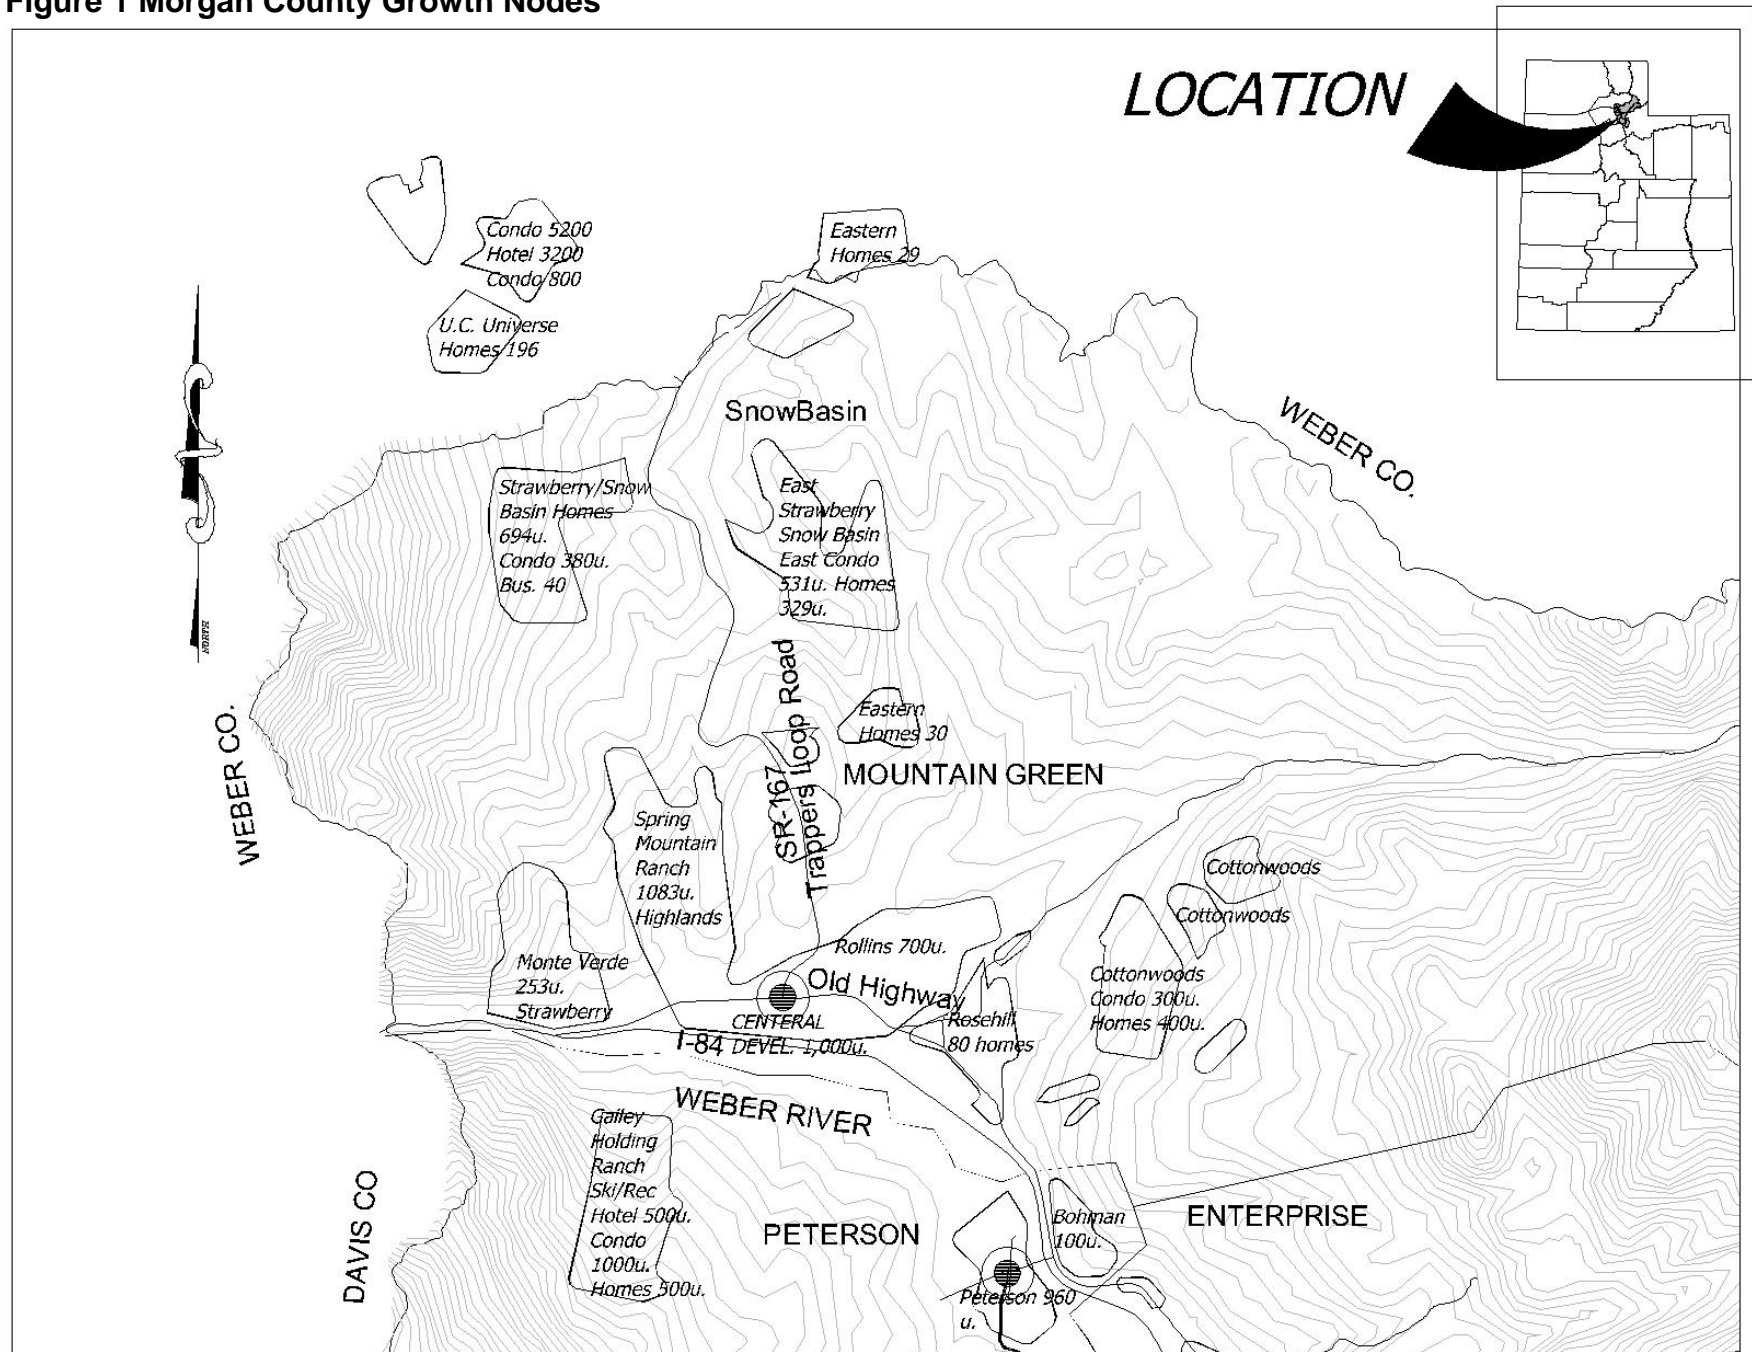 Figure 1 Morgan County Growth Nodes
LOCATION
Condo 5200
Hotel 3200
Condo 800
Eastern
Homes 29
U.C. Universe
Homes 196
SnowBasin
WEBER CO.
Strawberry/Snow
Basin Homes
694u.
Condo 380u.
Bus. 40
East
Strawberry
Snow Basin
East Condo
531u. Homes
329u.
NORTH
SR-167
Trappers Loop Road
Eastern
Homes 30
WEBER CO.
MOUNTAIN GREEN
Spring
Mountain
Ranch
1083u.
Highlands
Cottonwoods
Cottonwoods
Rollins 700u.
Monte Verde
253u.
Strawberry
Old Highway
Cottonwoods
Condo 300u.
Homes 400u.
CENTERAL
DEVEL. 1,000u.
I-84
Rosehill
80 homes
WEBER RIVER
Gailey
Holding
Ranch
Ski/Rec
Hotel 500u.
Condo
1000u.
Homes 500u.
DAVIS CO
PETERSON
Bohman
100u.
ENTERPRISE
Peterson 960
u.